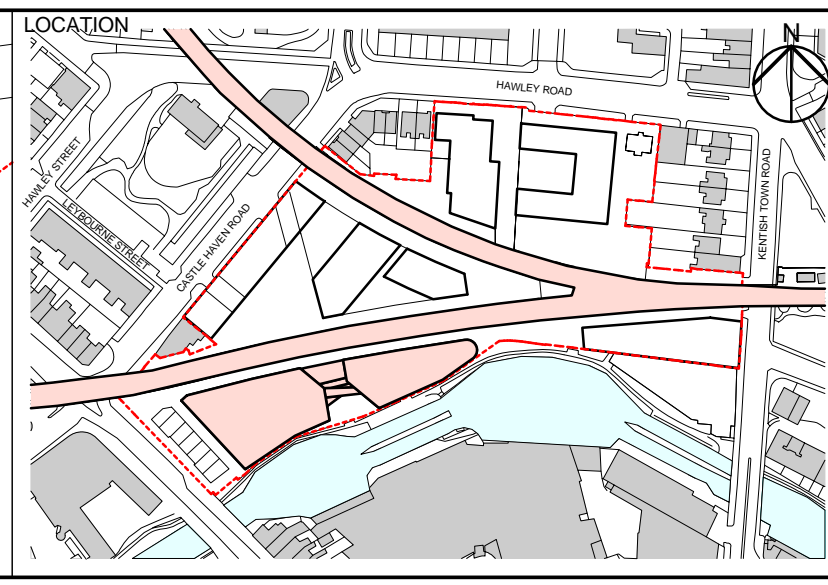 LOCATION
N
HAWLEY ROAD
HAWLEY STREET
LEYBOURNE STREET
CASTLE HAVEN ROAD
KENTISH TOWN ROAD